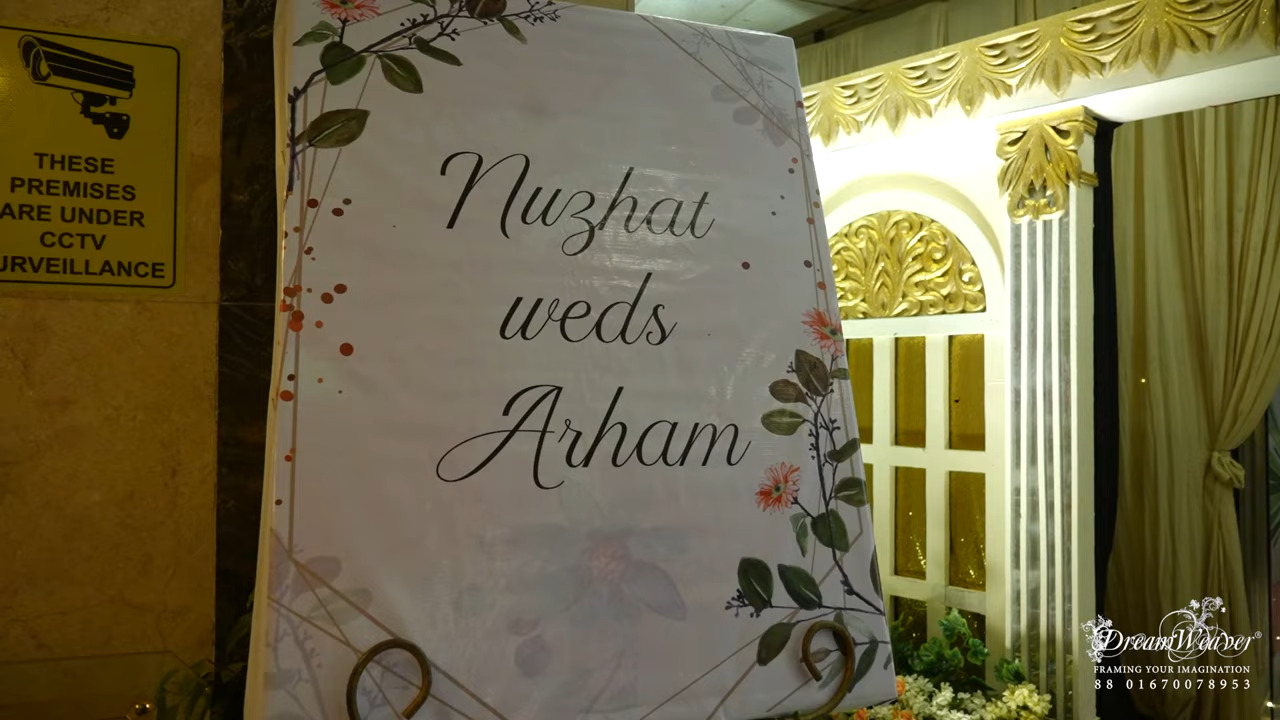 THESE
PREMISES
ARE UNDER
CCTV
URVEILLANCE
Nuzhat
weds
Arham
DreamWeaver®
FRAMING YOUR IMAGINATION
88 01670078953